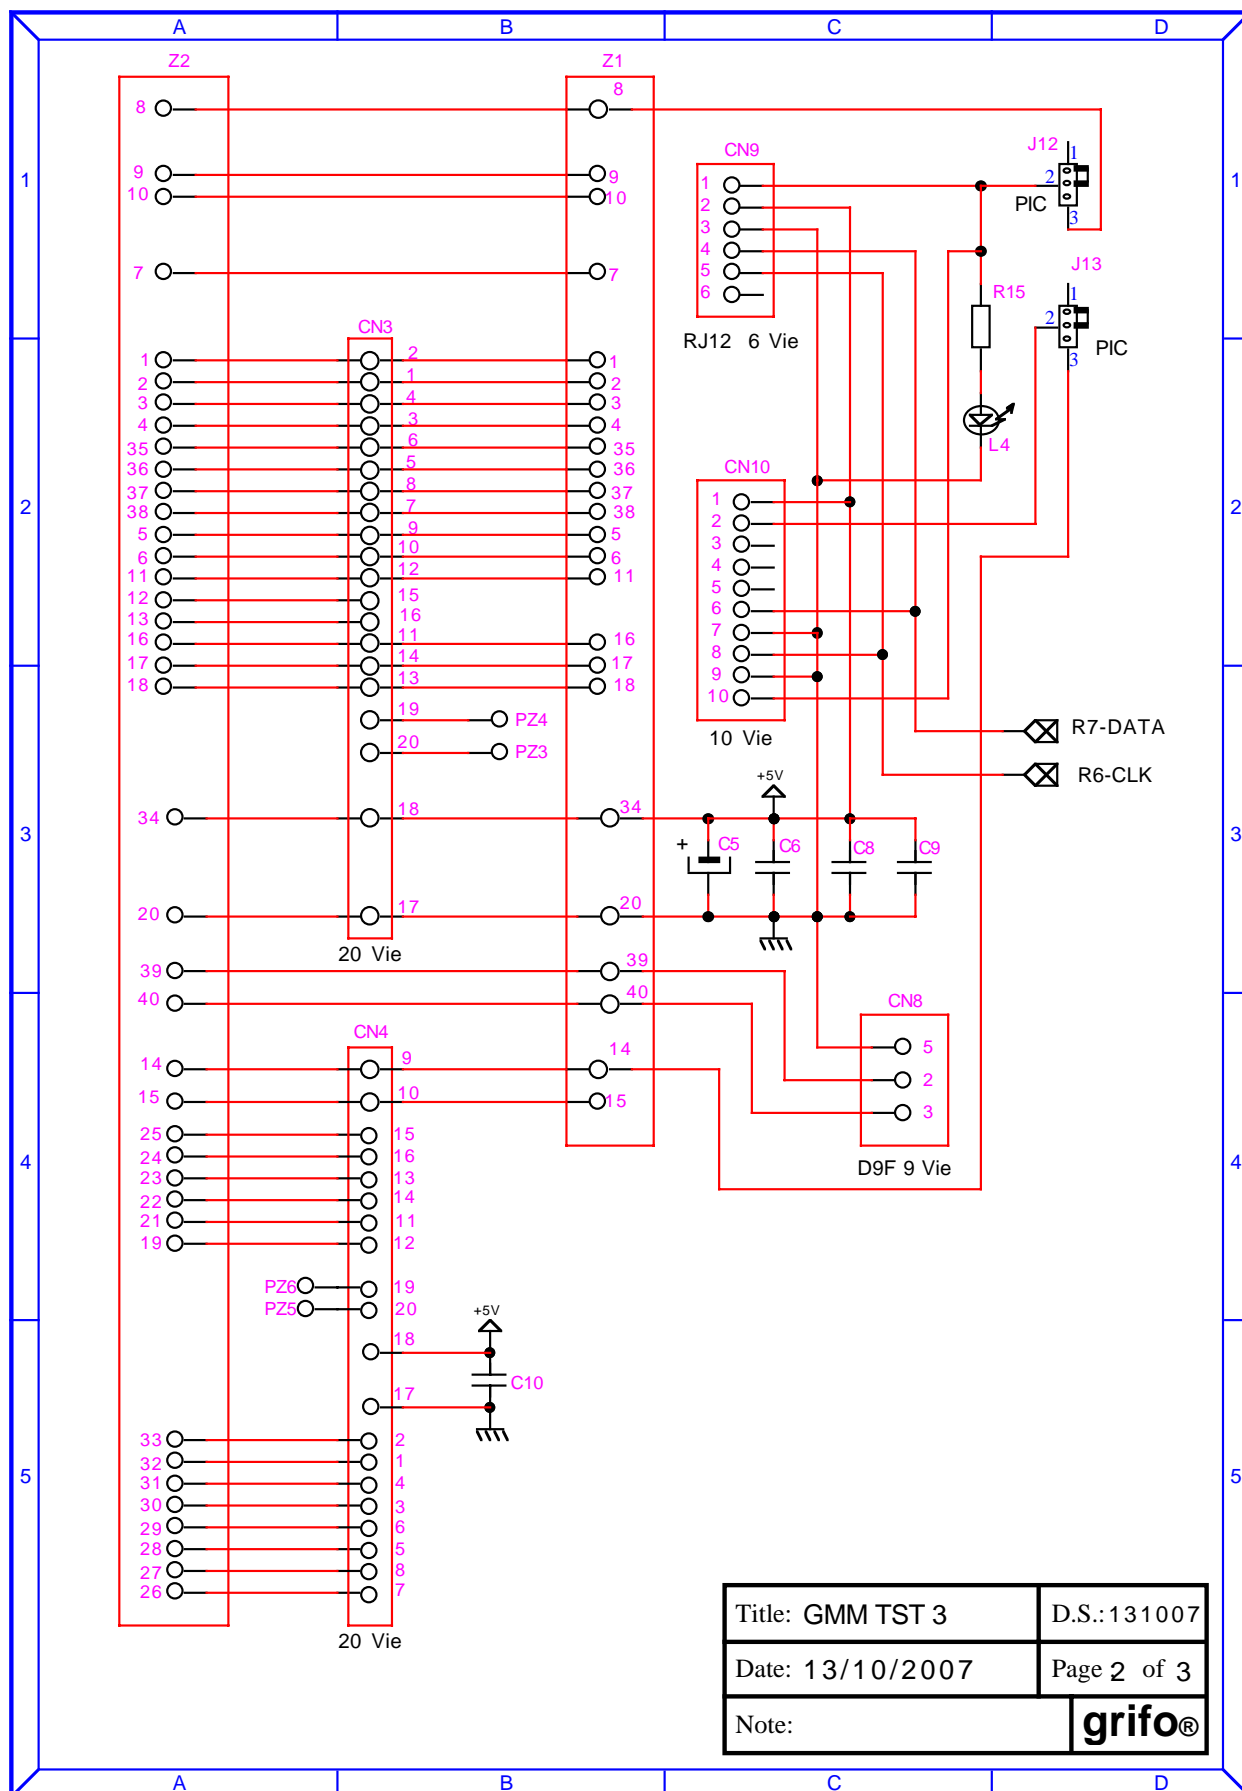 A B C D
Z2 Z1
8 8
CN9 J12
1 9 9 1 1 2 1
10 10 2 PIC 3
3
4
7 7 5 J13
6 R15 1
CN3 2
RJ12 6 Vie PIC
3
1 2 1
2 1 2
3 4 3
4 3 4 L4
35 6 35
36 5 36 CN10
37 8 37 1
2 38 7 38 2 2
5 9 5 3
6 10 6 4
11 12 11 5
12 15 6
13 16 7
16 11 16 8
17 14 17 9
18 13 18 10
19 PZ4 10 Vie R7-DATA
20 PZ3 R6-CLK
+5V
34 18 34
3 + C5 C6 C8 C9 3
20 17 20
20 Vie
39 39
40 40 CN8
CN4 5
14 9 14 2
15 10 15 3
25 15
4 24 16 D9F 9 Vie 4
23 13
22 14
21 11
19 12
PZ6 19
PZ5 20
+5V
18
C10
17
33 2
32 1
5 31 4 5
30 3
29 6
28 5
27 8
26 7
20 Vie
Title: GMM TST 3 D.S.:131007
Date: 13/10/2007 Page 2 of 3
Note: grifo®
A B C D